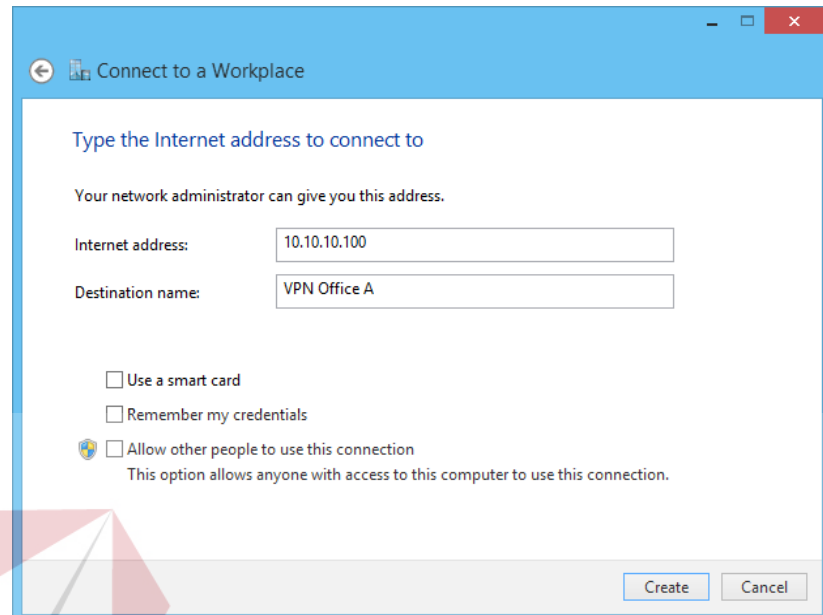 Connect to a Workplace
Type the Internet address to connect to
Your network administrator can give you this address.
Internet address: 10.10.10.100
Destination name: VPN Office A
Use a smart card
Remember my credentials
Allow other people to use this connection
This option allows anyone with access to this computer to use this connection.
Create Cancel